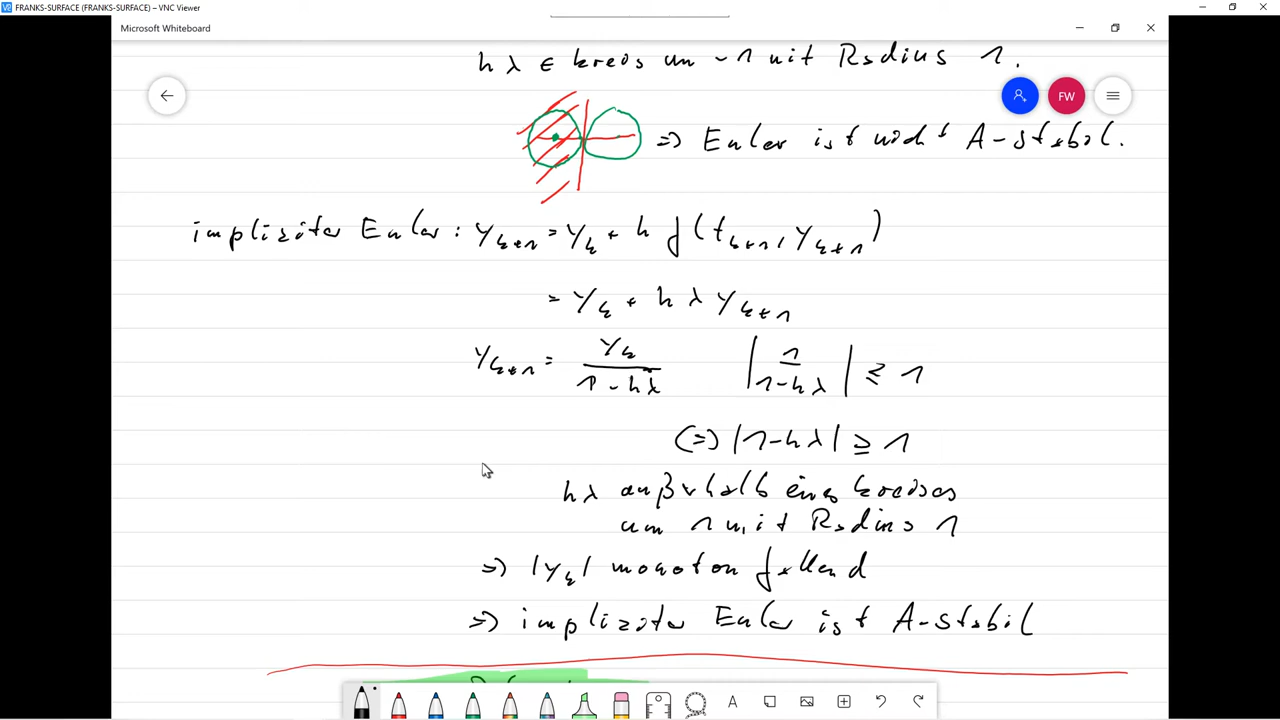 FRANKS-SURFACE (FRANKS-SURFACE) – VNC Viewer
Microsoft Whiteboard
hλ ∈ Kreis um -1 mit Radius 1.
FW
⇒ Euler ist nicht A-stabil.
impliziter Euler: y_{k+1} = y_k + h f(t_{k+1}, y_{k+1})
= y_k + h λ y_{k+1}
y_{k+1} = y_k / (1 - hλ) |1 / (1 - hλ)| ≤ 1
(⇒) |1 - hλ| ≥ 1
hλ außerhalb eines Kreises
um 1 mit Radius 1
⇒ |y_k| monoton fallend
⇒ impliziter Euler ist A-stabil
A